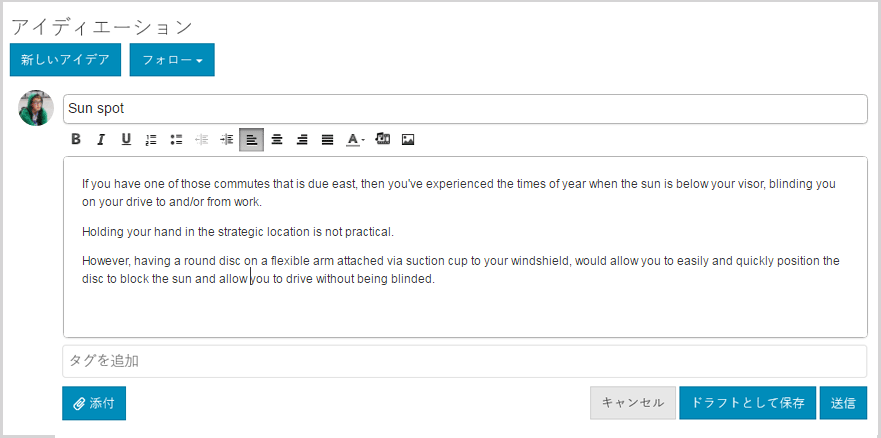 アイディエーション
新しいアイデア フォロー
Sun spot
B I U A
If you have one of those commutes that is due east, then you've experienced the times of year when the sun is below your visor, blinding you
on your drive to and/or from work.
Holding your hand in the strategic location is not practical.
However, having a round disc on a flexible arm attached via suction cup to your windshield, would allow you to easily and quickly position the
disc to block the sun and allow you to drive without being blinded.
タグを追加
添付 キャンセル ドラフトとして保存 送信